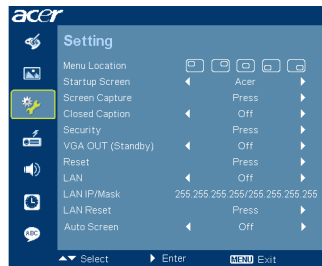 acer
Setting
Menu Location
Startup Screen Acer
Screen Capture Press
Closed Caption Off
Security Press
VGA OUT (Standby) Off
Reset Press
LAN Off
LAN IP/Mask 255.255.255.255/255.255.255.255
LAN Reset Press
Auto Screen Off
ABC
Select Enter MENU Exit